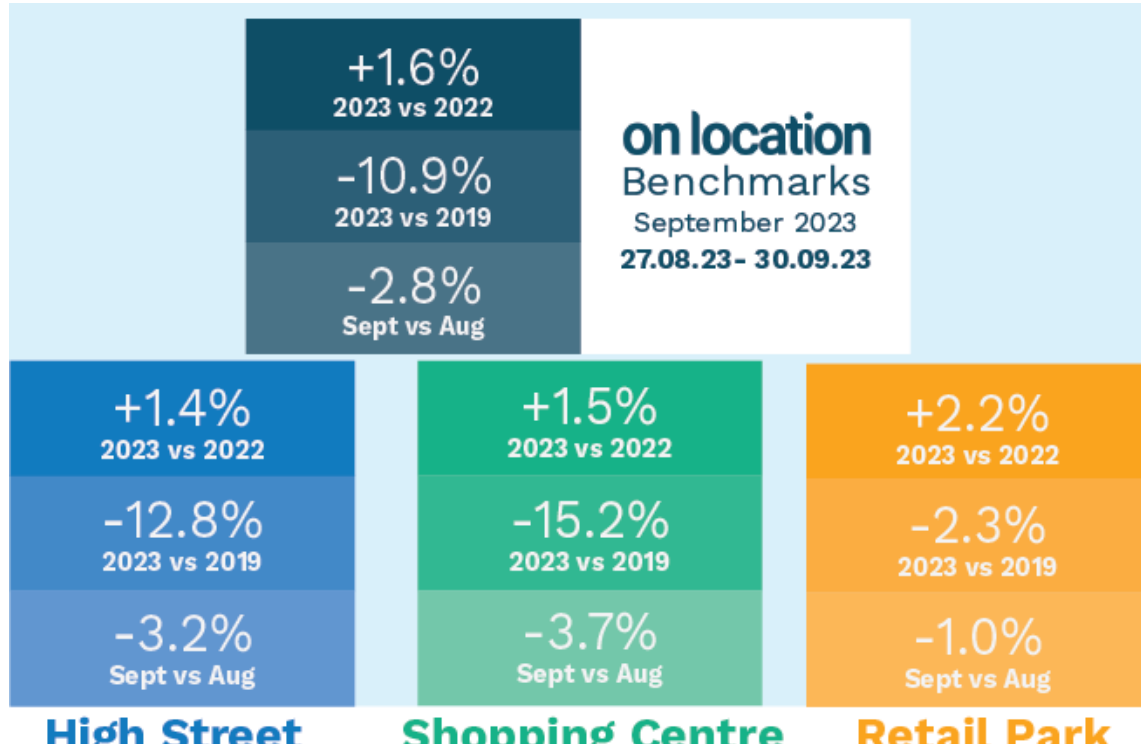 +1.6%
2023 vs 2022
-10.9%
2023 vs 2019
-2.8%
Sept vs Aug
on location
Benchmarks
September 2023
27.08.23- 30.09.23
+1.4%
2023 vs 2022
-12.8%
2023 vs 2019
-3.2%
Sept vs Aug
High Street
+1.5%
2023 vs 2022
-15.2%
2023 vs 2019
-3.7%
Sept vs Aug
Shopping Centre
+2.2%
2023 vs 2022
-2.3%
2023 vs 2019
-1.0%
Sept vs Aug
Retail Park